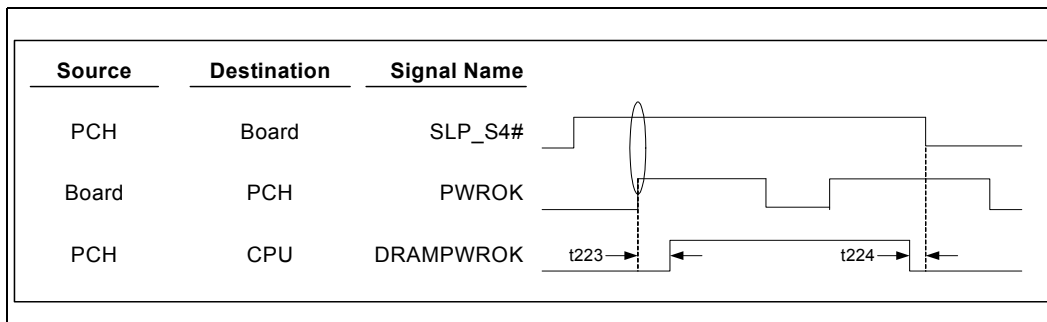 Source Destination Signal Name
PCH Board SLP_S4#
Board PCH PWROK
PCH CPU DRAMPWROK t223 t224